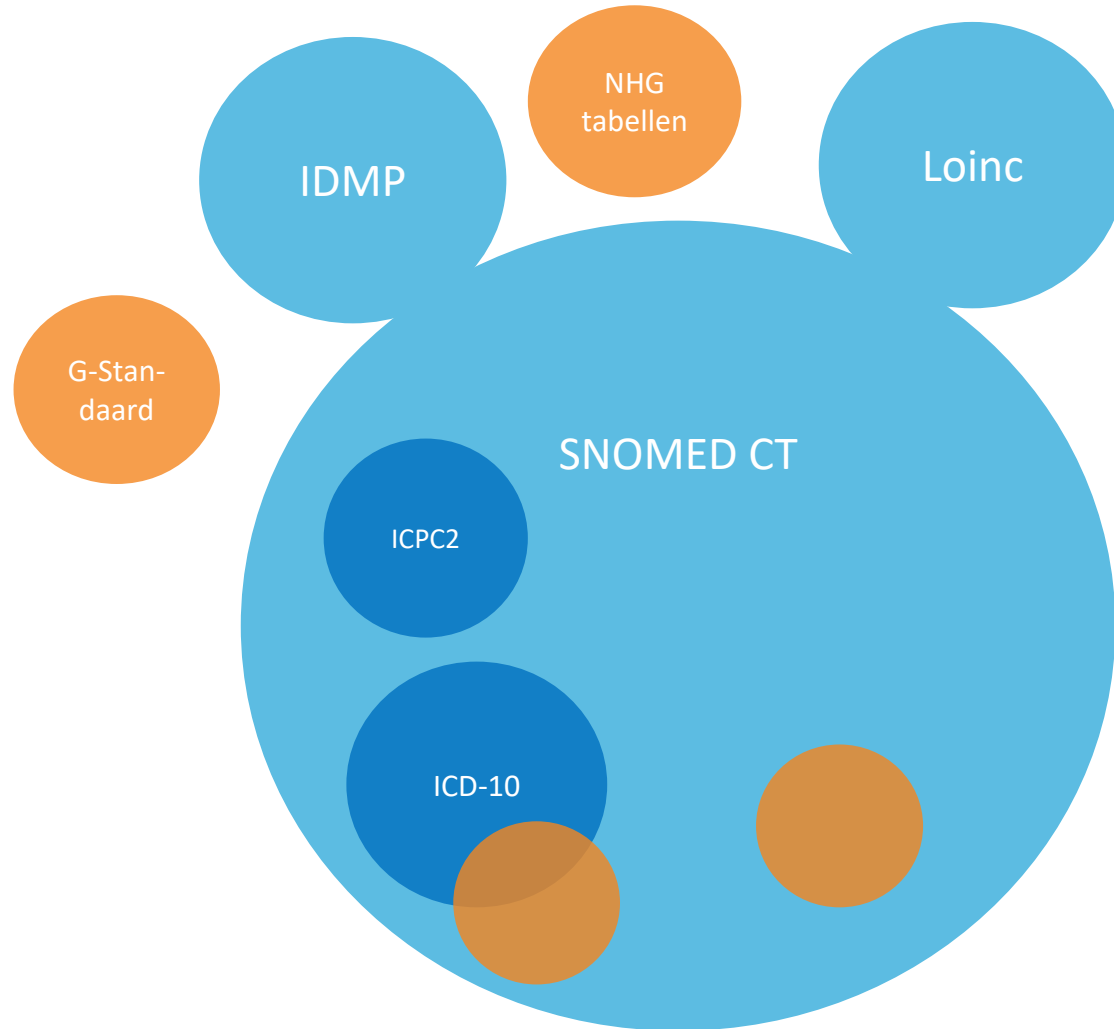 NHG
tabellen
IDMP
Loinc
G-Stan-
daard
SNOMED CT
ICPC2
ICD-10